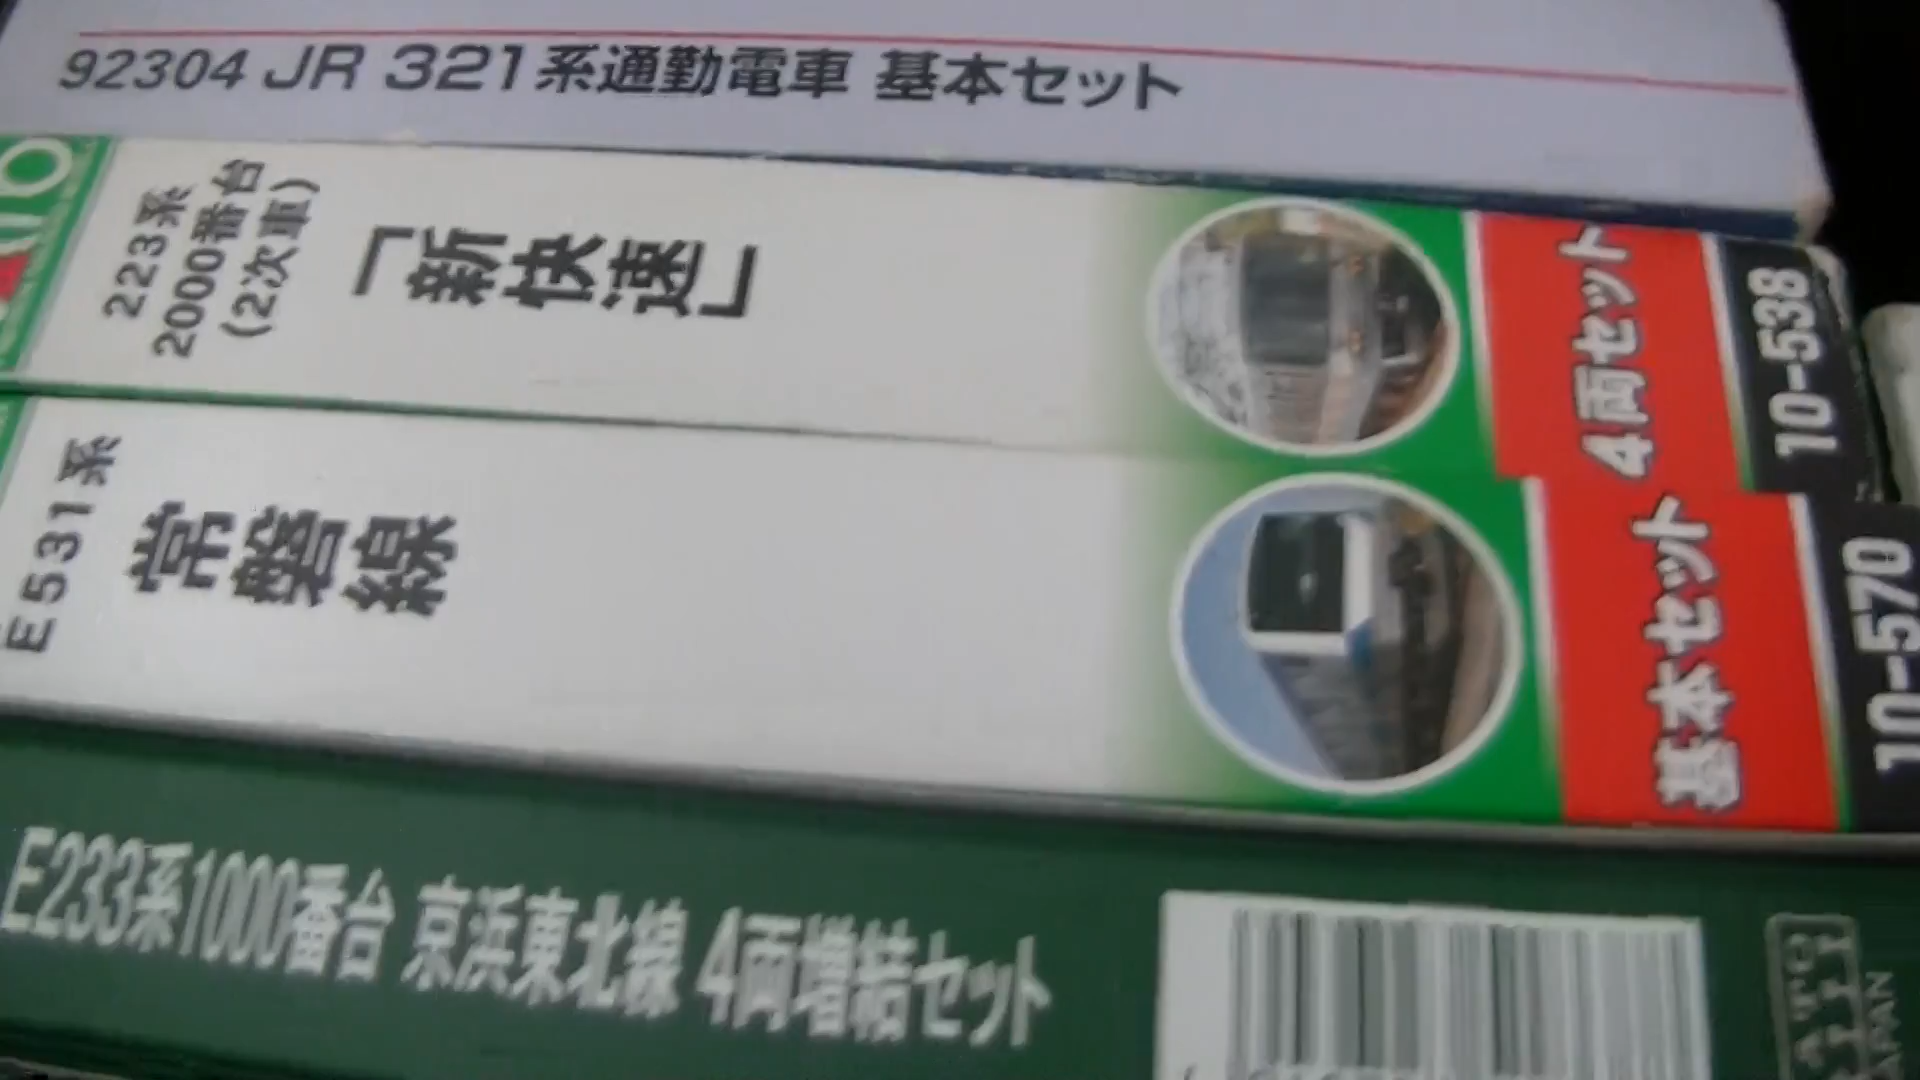 92304 JR 321系通勤電車 基本セット
223系
2000番台
(2次車)
「新快速」
4両セット
10-538
E531系
常磐線
基本セット
10-570
E233系1000番台 京浜東北線 4両増結セット